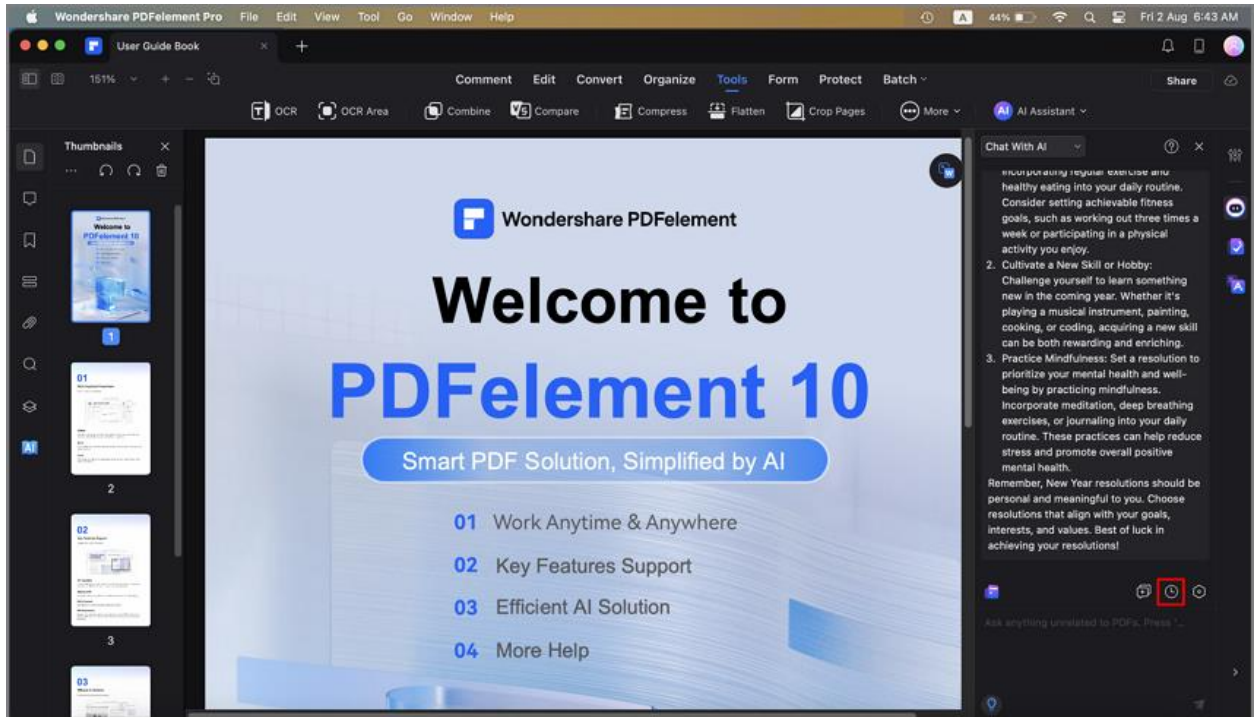 Wondershare PDFelement Pro File Edit View Tool Go Window Help
A 44% Fri 2 Aug 6:43 AM
User Guide Book
151%
Comment Edit Convert Organize Tools Form Protect Batch
Share
OCR OCR Area Combine Compare Compress Flatten Crop Pages More AI AI Assistant
Thumbnails
Welcome to
PDFelement 10
1
01
2
02
3
03
AI
Wondershare PDFelement
Welcome to
PDFelement 10
Smart PDF Solution, Simplified by AI
01 Work Anytime & Anywhere
02 Key Features Support
03 Efficient AI Solution
04 More Help
Chat With AI
incorporating regular exercise and
healthy eating into your daily routine.
Consider setting achievable fitness
goals, such as working out three times a
week or participating in a physical
activity you enjoy.
2. Cultivate a New Skill or Hobby:
Challenge yourself to learn something
new in the coming year. Whether it's
playing a musical instrument, painting,
cooking, or coding, acquiring a new skill
can be both rewarding and enriching.
3. Practice Mindfulness: Set a resolution to
prioritize your mental health and well-
being by practicing mindfulness.
Incorporate meditation, deep breathing
exercises, or journaling into your daily
routine. These practices can help reduce
stress and promote overall positive
mental health.
Remember, New Year resolutions should be
personal and meaningful to you. Choose
resolutions that align with your goals,
interests, and values. Best of luck in
achieving your resolutions!
Ask anything unrelated to PDFs. Press "...